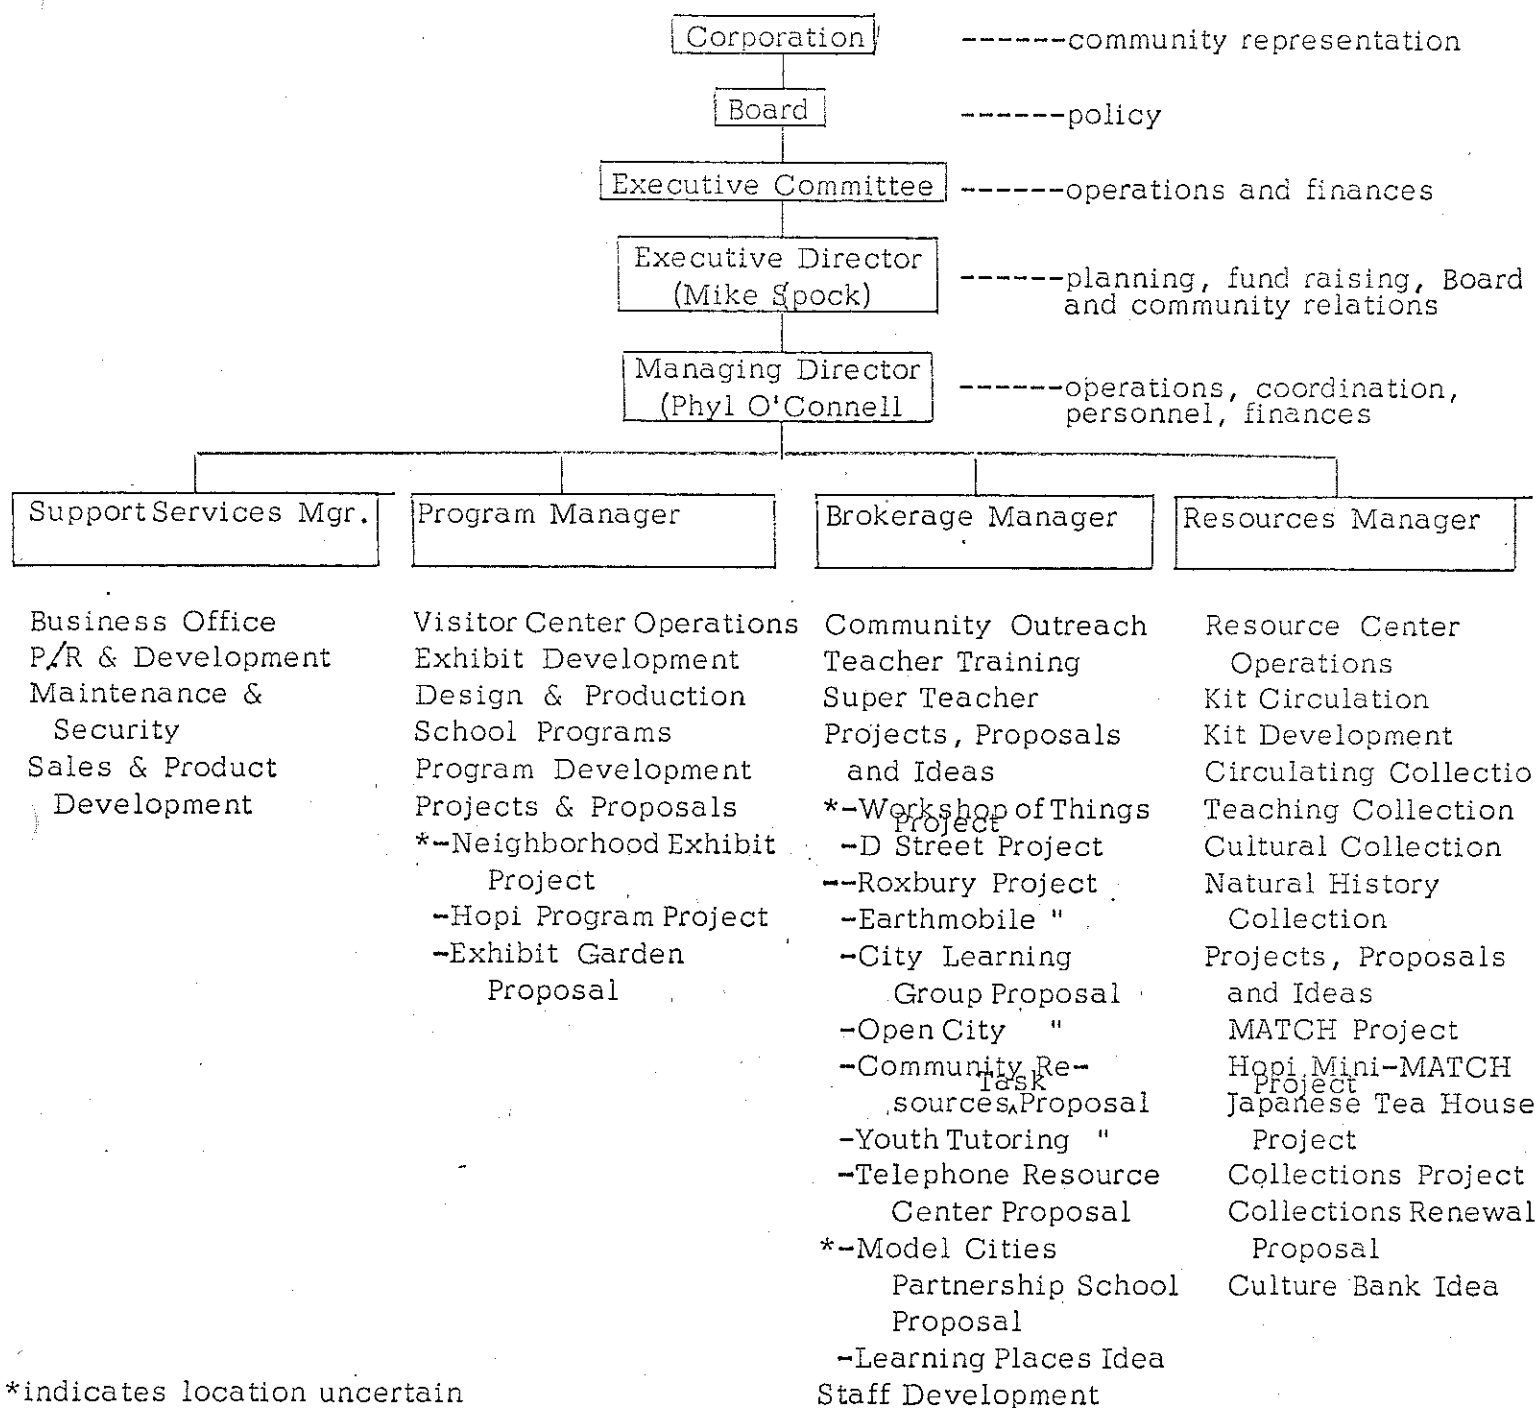 Corporation ------community representation
Board ------policy
Executive Committee ------operations and finances
Executive Director
(Mike Spock)
------planning, fund raising, Board
and community relations
Managing Director
(Phyl O'Connell
------operations, coordination,
personnel, finances
Support Services Mgr.
Business Office
P/R & Development
Maintenance &
Security
Sales & Product
Development
Program Manager
Visitor Center Operations
Exhibit Development
Design & Production
School Programs
Program Development
Projects & Proposals
*-Neighborhood Exhibit
Project
-Hopi Program Project
-Exhibit Garden
Proposal
Brokerage Manager
Community Outreach
Teacher Training
Super Teacher
Projects, Proposals
and Ideas
*-Workshop of Things
Project
-D Street Project
--Roxbury Project
-Earthmobile "
-City Learning
Group Proposal
-Open City "
-Community Re-
Task
sources^Proposal
-Youth Tutoring "
-Telephone Resource
Center Proposal
*-Model Cities
Partnership School
Proposal
-Learning Places Idea
Staff Development
Resources Manager
Resource Center
Operations
Kit Circulation
Kit Development
Circulating Collectio
Teaching Collection
Cultural Collection
Natural History
Collection
Projects, Proposals
and Ideas
MATCH Project
Hopi Mini-MATCH
Project
Japanese Tea House
Project
Collections Project
Collections Renewal
Proposal
Culture Bank Idea
*indicates location uncertain